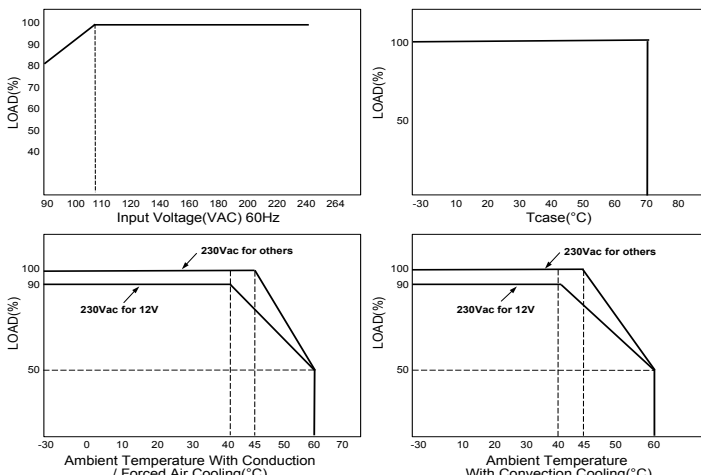 100
90
80
70
60
50
40
LOAD(%)
90 100 110 120 140 160 180 200 220 240 264
Input Voltage(VAC) 60Hz
100
50
LOAD(%)
-30 10 20 30 40 50 60 70 80
Tcase(°C)
230Vac for others
100
90
230Vac for 12V
50
LOAD(%)
-30 0 10 20 30 40 45 50 60 70
Ambient Temperature With Conduction
/ Forced Air Cooling(°C)
230Vac for others
100
90
230Vac for 12V
50
LOAD(%)
-30 10 20 30 40 45 50 60
Ambient Temperature
With Convection Cooling(°C)